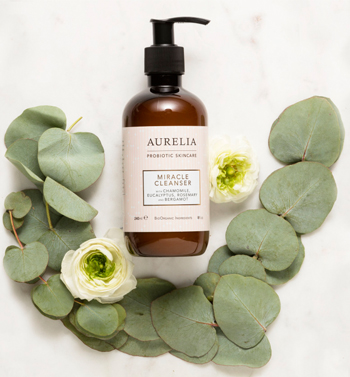 AURELIA
PROBIOTIC SKINCARE
MIRACLE
CLEANSER
WITH CHAMOMILE,
EUCALYPTUS, ROSEMARY
AND BERGAMOT